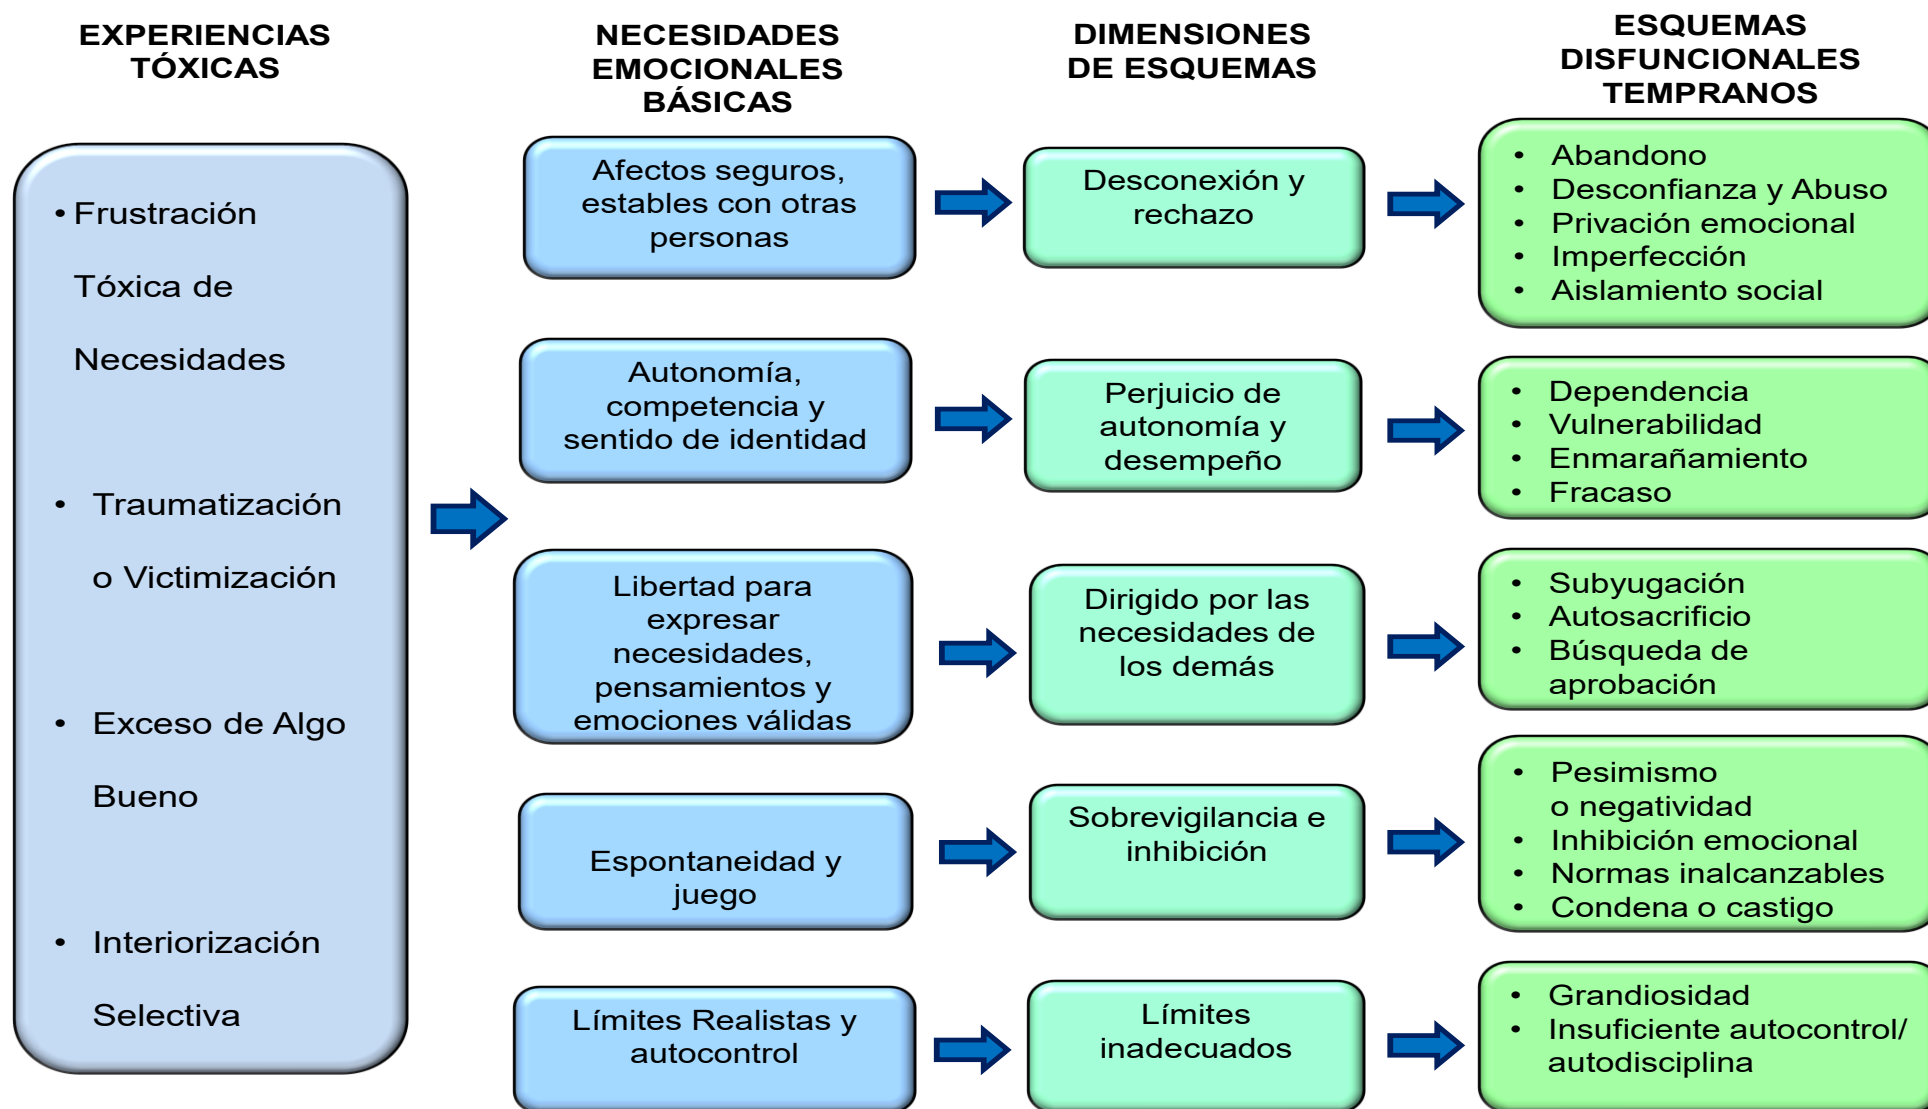 EXPERIENCIAS
TÓXICAS
NECESIDADES
EMOCIONALES
BÁSICAS
DIMENSIONES
DE ESQUEMAS
ESQUEMAS
DISFUNCIONALES
TEMPRANOS
• Frustración
Tóxica de
Necesidades
• Traumatización
o Victimización
• Exceso de Algo
Bueno
• Interiorización
Selectiva
Afectos seguros,
estables con otras
personas
Desconexión y
rechazo
• Abandono
• Desconfianza y Abuso
• Privación emocional
• Imperfección
• Aislamiento social
Autonomía,
competencia y
sentido de identidad
Perjuicio de
autonomía y
desempeño
• Dependencia
• Vulnerabilidad
• Enmarañamiento
• Fracaso
Libertad para
expresar
necesidades,
pensamientos y
emociones válidas
Dirigido por las
necesidades de
los demás
• Subyugación
• Autosacrificio
• Búsqueda de
aprobación
Espontaneidad y
juego
Sobrevigilancia e
inhibición
• Pesimismo
o negatividad
• Inhibición emocional
• Normas inalcanzables
• Condena o castigo
Límites Realistas y
autocontrol
Límites
inadecuados
• Grandiosidad
• Insuficiente autocontrol/
autodisciplina